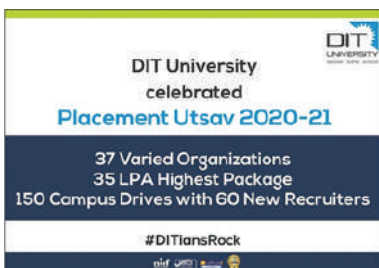 DIT
UNIVERSITY
DIT University
celebrated
Placement Utsav 2020-21
37 Varied Organizations
35 LPA Highest Package
150 Campus Drives with 60 New Recruiters
#DITiansRock